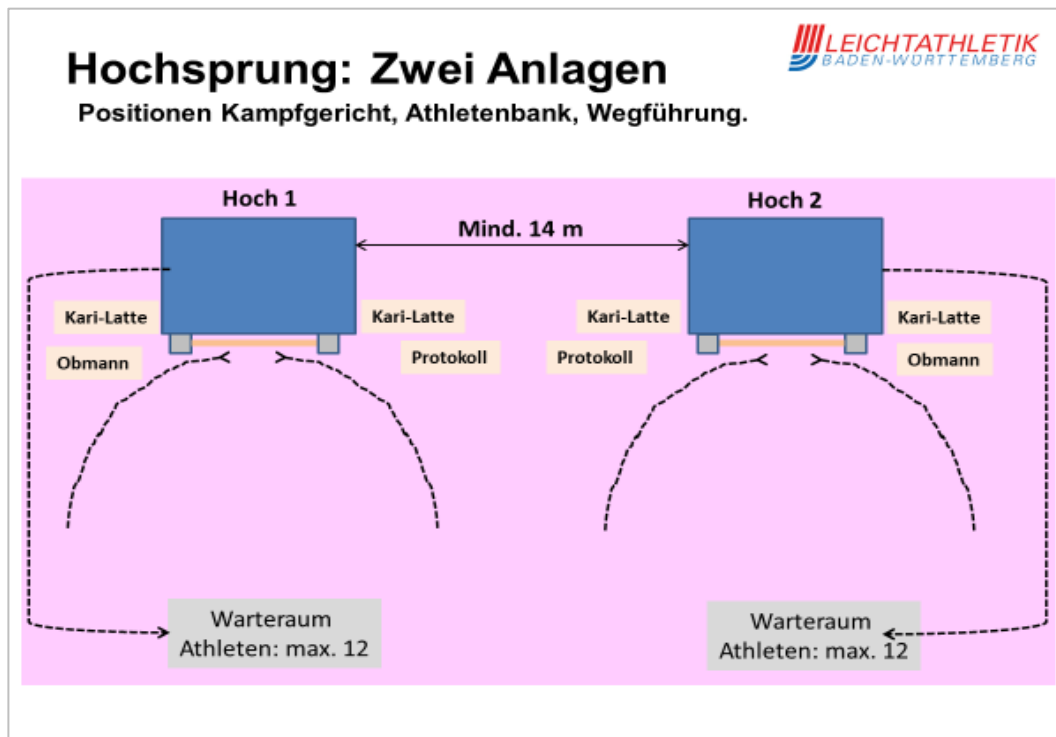 Hochsprung: Zwei Anlagen
LEICHTATHLETIK
BADEN-WÜRTTEMBERG
Positionen Kampfgericht, Athletenbank, Wegführung.
Hoch 1
Hoch 2
Mind. 14 m
Kari-Latte
Kari-Latte
Kari-Latte
Kari-Latte
Obmann
Protokoll
Protokoll
Obmann
Warteraum
Athleten: max. 12
Warteraum
Athleten: max. 12